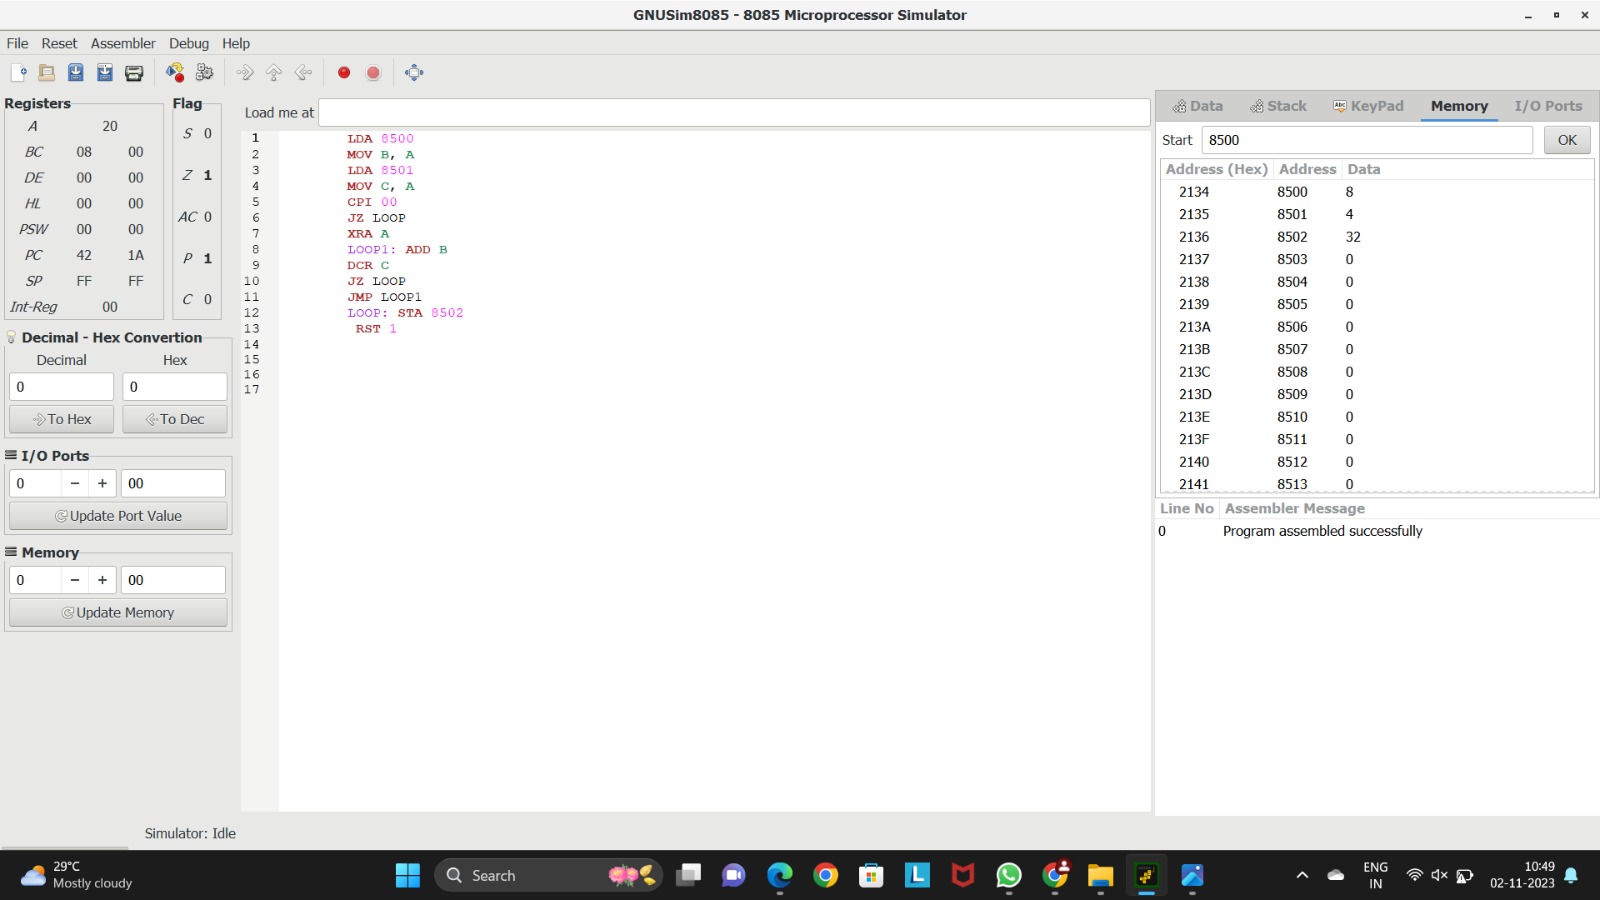 GNUSim8085 - 8085 Microprocessor Simulator
File Reset Assembler Debug Help
Registers
A 20
BC 08 00
DE 00 00
HL 00 00
PSW 00 00
PC 42 1A
SP FF FF
Int-Reg 00
Flag
S 0
Z 1
AC 0
P 1
C 0
Decimal - Hex Convertion
Decimal Hex
0 0
To Hex To Dec
I/O Ports
0 − + 00
Update Port Value
Memory
0 − + 00
Update Memory
Load me at
1 LDA 8500
2 MOV B, A
3 LDA 8501
4 MOV C, A
5 CPI 00
6 JZ LOOP
7 XRA A
8 LOOP1: ADD B
9 DCR C
10 JZ LOOP
11 JMP LOOP1
12 LOOP: STA 8502
13 RST 1
14
15
16
17
Data Stack KeyPad Memory I/O Ports
Start 8500 OK
Address (Hex) Address Data
2134 8500 8
2135 8501 4
2136 8502 32
2137 8503 0
2138 8504 0
2139 8505 0
213A 8506 0
213B 8507 0
213C 8508 0
213D 8509 0
213E 8510 0
213F 8511 0
2140 8512 0
2141 8513 0
Line No Assembler Message
0 Program assembled successfully
Simulator: Idle
29°C
Mostly cloudy
Search
ENG
IN
10:49
02-11-2023